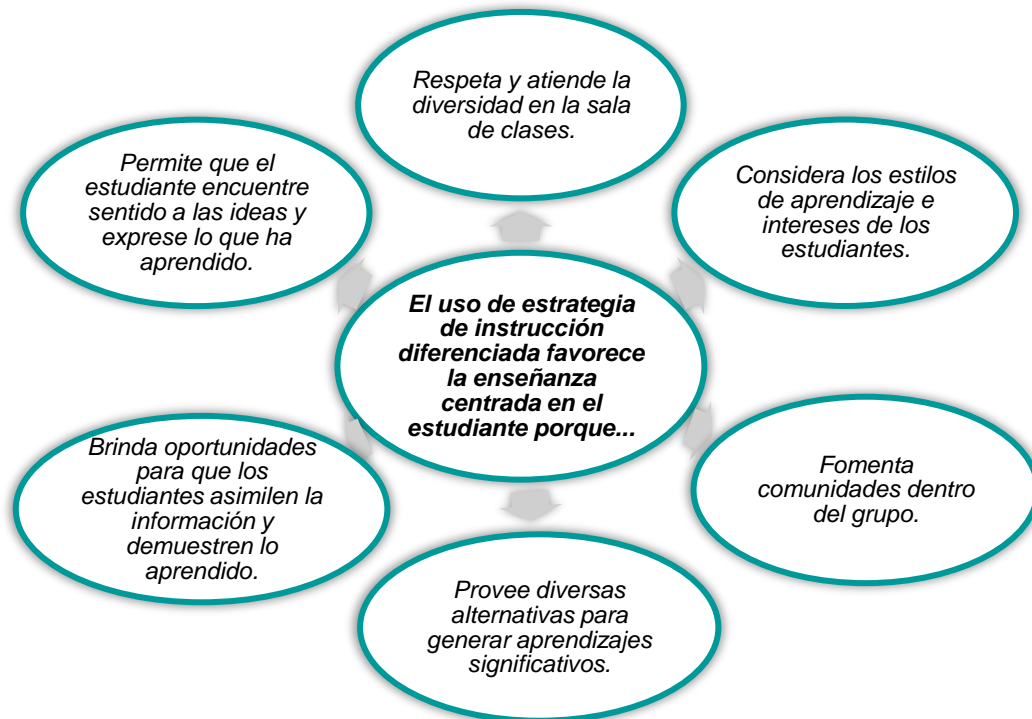 Respeta y atiende la
diversidad en la sala
de clases.
Permite que el
estudiante encuentre
sentido a las ideas y
exprese lo que ha
aprendido.
Considera los estilos
de aprendizaje e
intereses de los
estudiantes.
El uso de estrategia
de instrucción
diferenciada favorece
la enseñanza
centrada en el
estudiante porque...
Brinda oportunidades
para que los
estudiantes asimilen la
información y
demuestren lo
aprendido.
Fomenta
comunidades dentro
del grupo.
Provee diversas
alternativas para
generar aprendizajes
significativos.